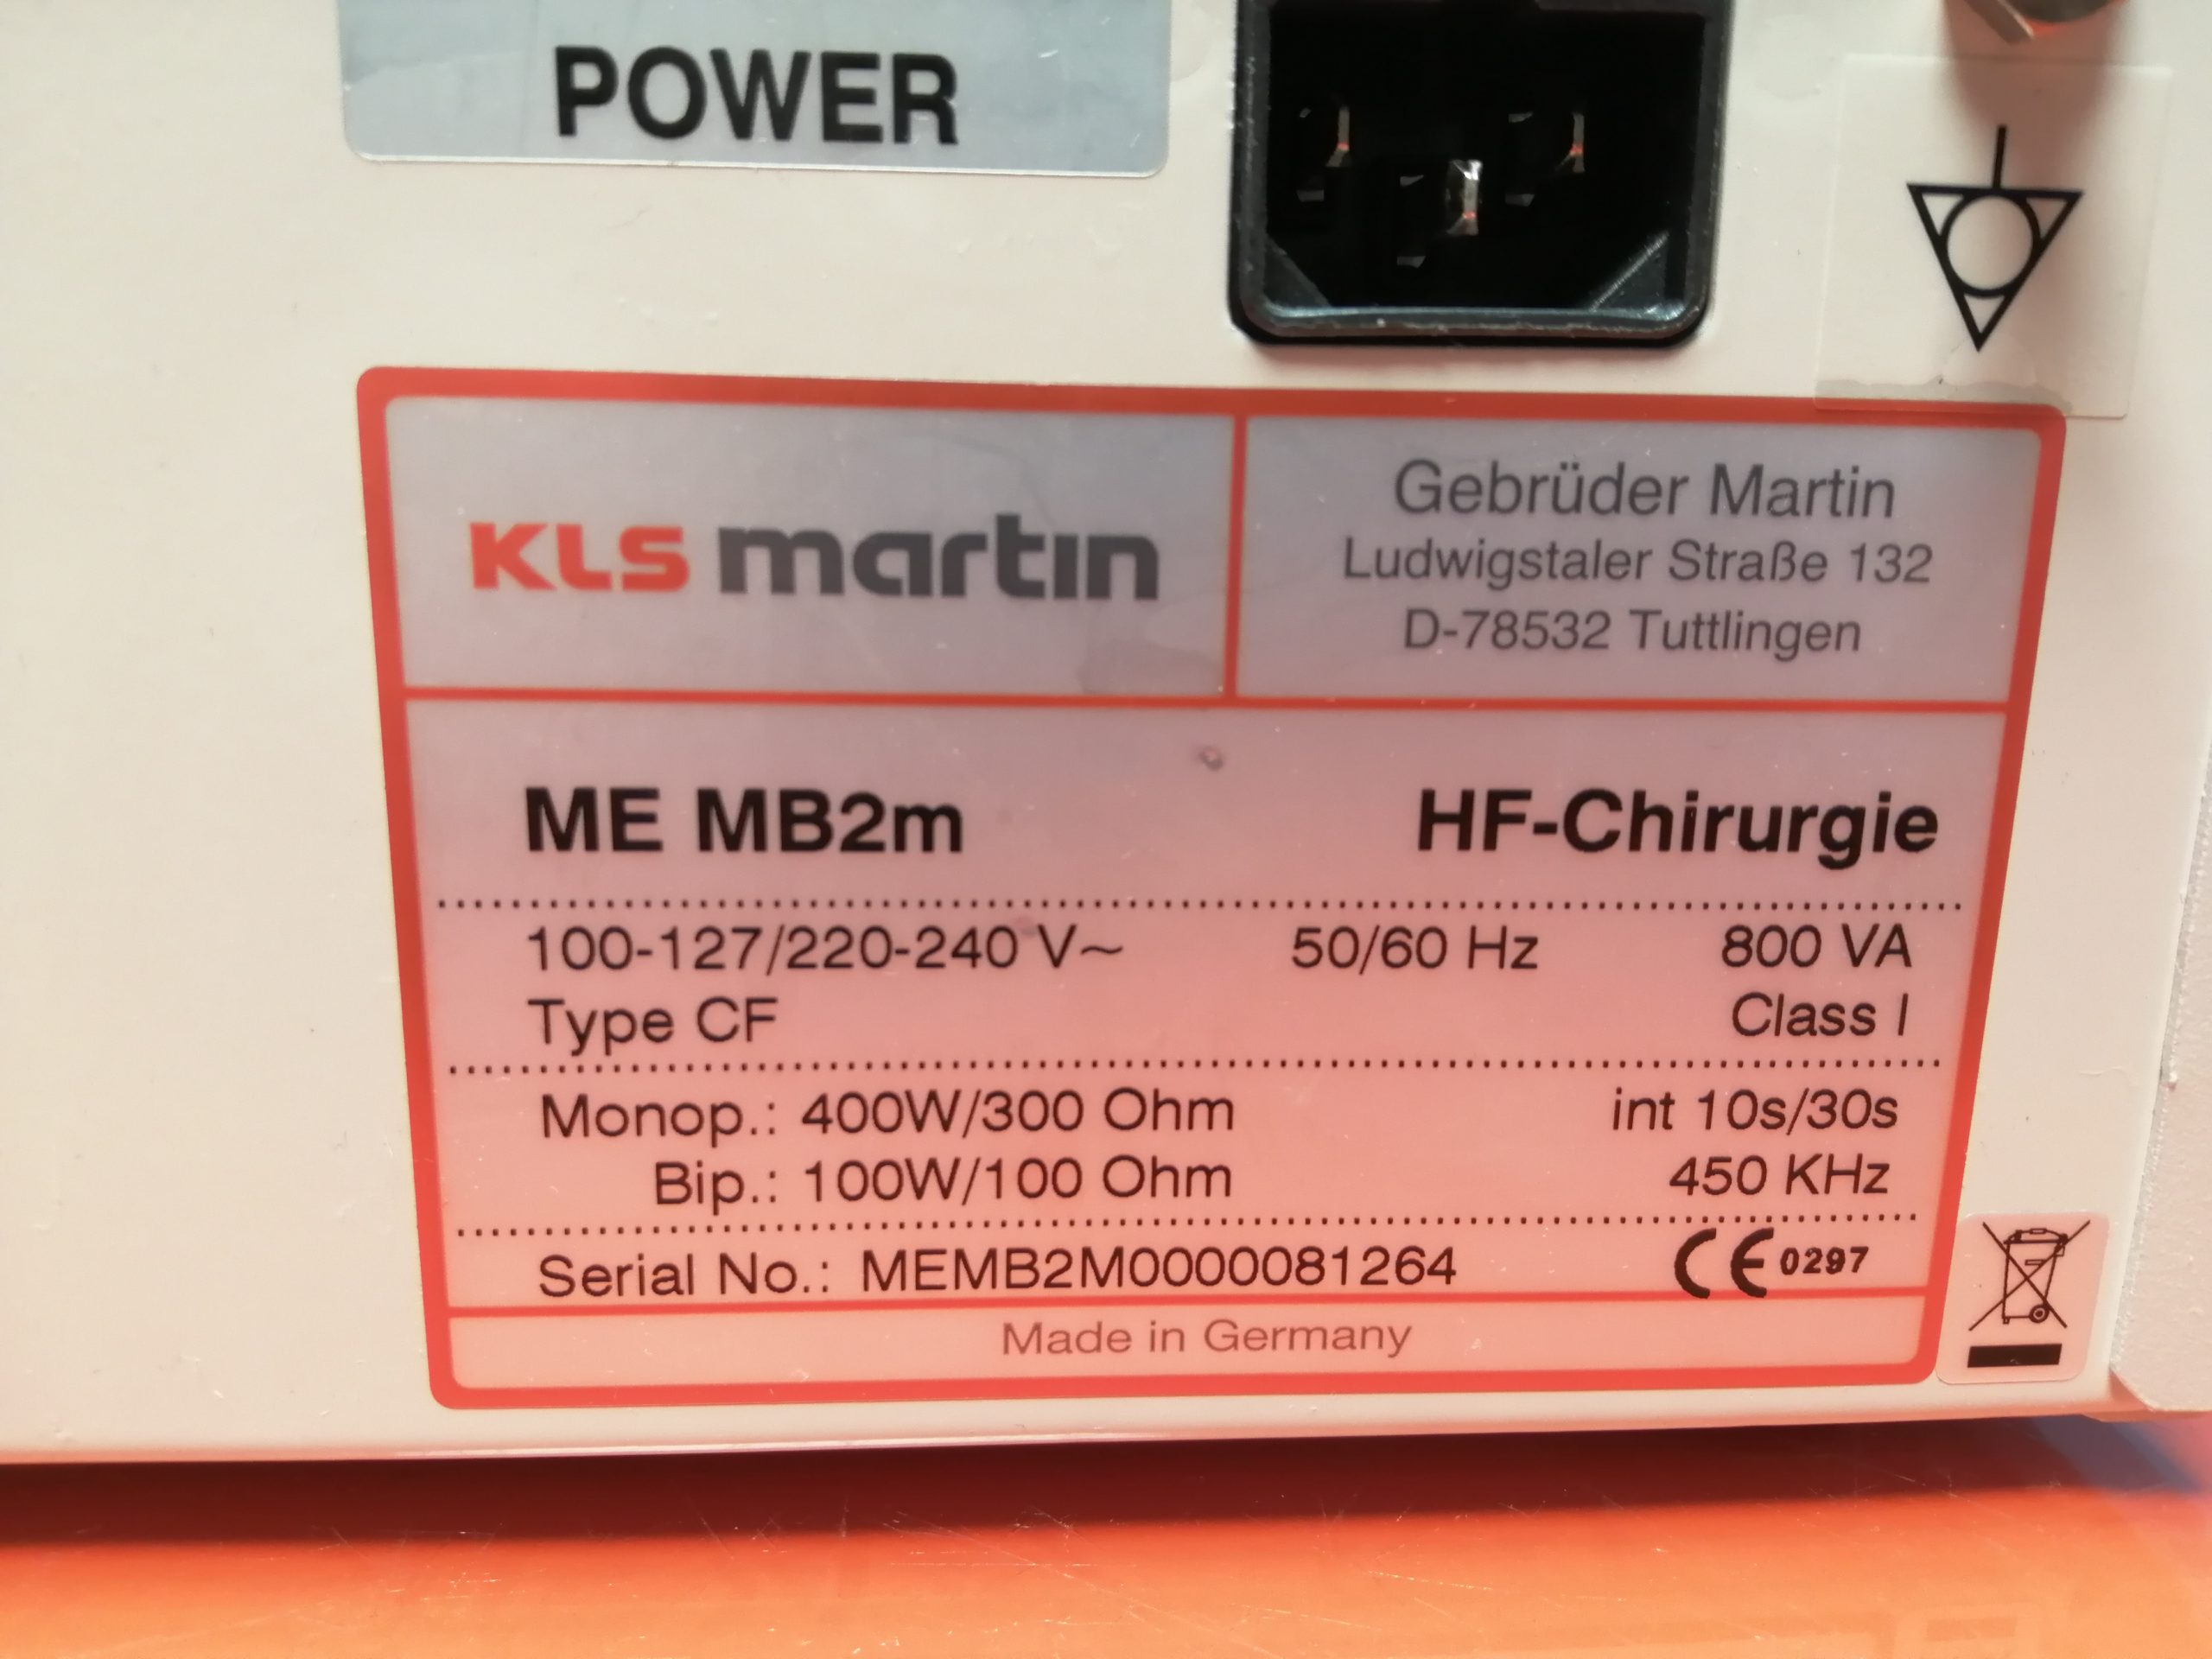 POWER
KLS martin
Gebrüder Martin
Ludwigstaler Straße 132
D-78532 Tuttlingen
ME MB2m HF-Chirurgie
100-127/220-240 V~ 50/60 Hz 800 VA
Type CF Class I
Monop.: 400W/300 Ohm int 10s/30s
Bip.: 100W/100 Ohm 450 KHz
Serial No.: MEMB2M0000081264 CE 0297
Made in Germany